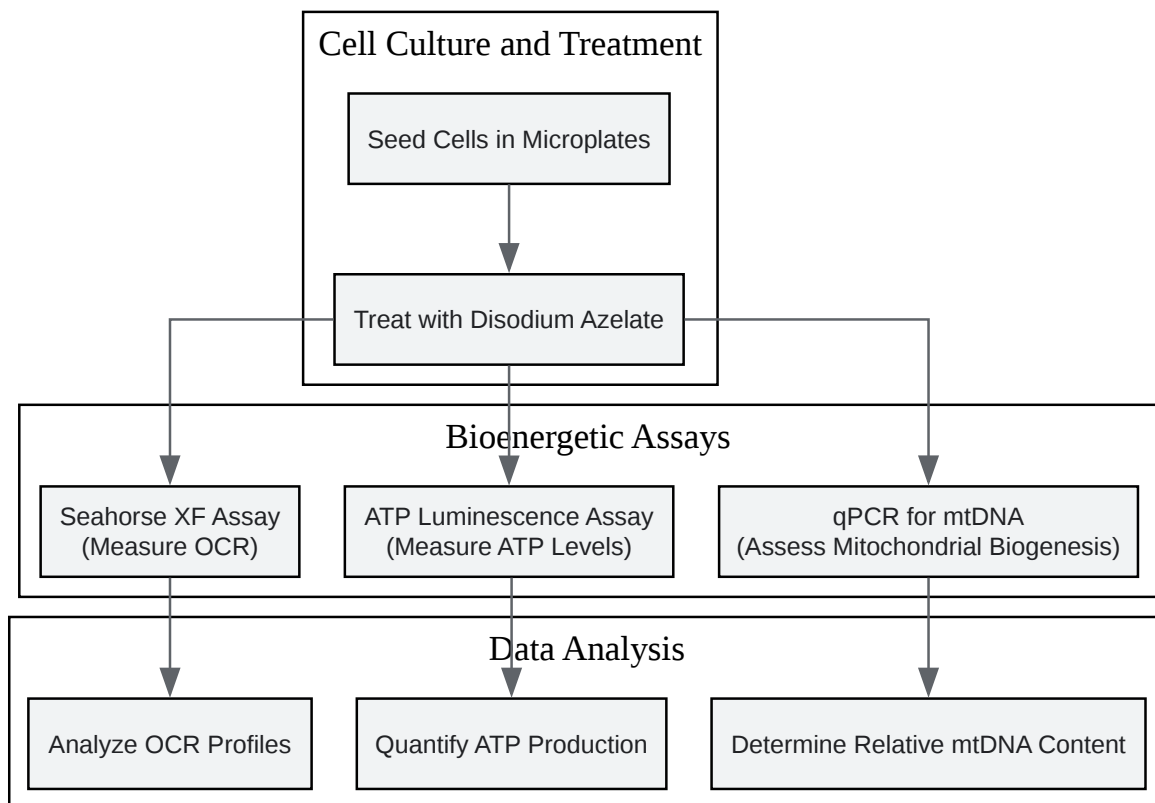 Cell Culture and Treatment
Seed Cells in Microplates
Treat with Disodium Azelate
Bioenergetic Assays
Seahorse XF Assay
(Measure OCR)
ATP Luminescence Assay
(Measure ATP Levels)
qPCR for mtDNA
(Assess Mitochondrial Biogenesis)
Data Analysis
Analyze OCR Profiles
Quantify ATP Production
Determine Relative mtDNA Content